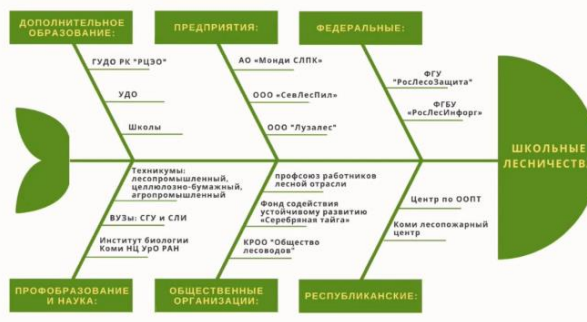 ДОПОЛНИТЕЛЬНОЕ
ОБРАЗОВАНИЕ:
ПРЕДПРИЯТИЯ:
ФЕДЕРАЛЬНЫЕ:
ГУДО РК "РЦЭО"
УДО
Школы
АО «Монди СЛПК»
ООО «СевЛесПил»
ООО "Лузалес"
ФГУ
"РосЛесоЗащита"
ФГБУ
«РосЛесИнфорг»
ШКОЛЬНЫЕ
ЛЕСНИЧЕСТВА
Техникумы:
лесопромышленный,
целлюлозно-бумажный,
агропромышленный
ВУЗы: СГУ и СЛИ
Институт биологии
Коми НЦ УрО РАН
профсоюз работников
лесной отрасли
Фонд содействия
устойчивому развитию
«Серебряная тайга»
КРОО "Общество
лесоводов"
Центр по ООПТ
Коми лесопожарный
центр
ПРОФОБРАЗОВАНИЕ
И НАУКА:
ОБЩЕСТВЕННЫЕ
ОРГАНИЗАЦИИ:
РЕСПУБЛИКАНСКИЕ: